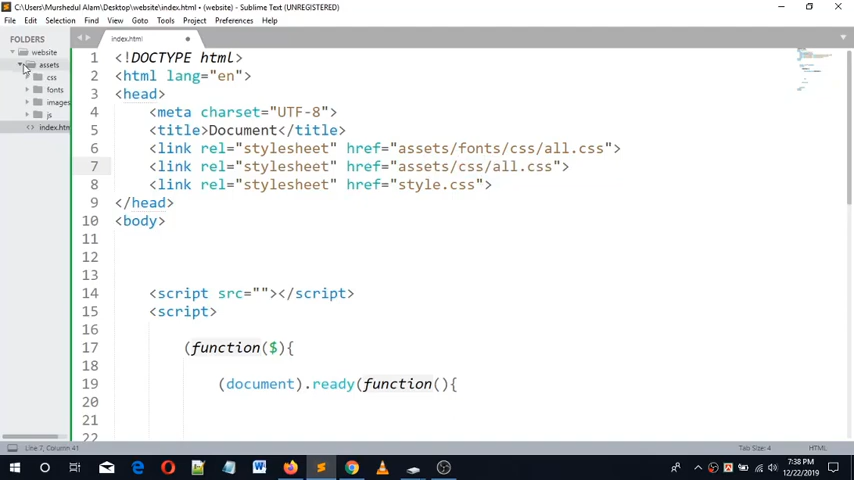 C:\Users\Murshedul Alam\Desktop\website\index.html • (website) - Sublime Text (UNREGISTERED)
File Edit Selection Find View Goto Tools Project Preferences Help
FOLDERS
website
assets
css
fonts
images
js
index.htm
index.html
1 <!DOCTYPE html>
2 <html lang="en">
3 <head>
4 <meta charset="UTF-8">
5 <title>Document</title>
6 <link rel="stylesheet" href="assets/fonts/css/all.css">
7 <link rel="stylesheet" href="assets/css/all.css">
8 <link rel="stylesheet" href="style.css">
9 </head>
10 <body>
11
12
13
14 <script src=""></script>
15 <script>
16
17 (function($){
18
19 (document).ready(function(){
20
21
22
Line 7, Column 41
Tab Size: 4
HTML
7:38 PM
12/22/2019